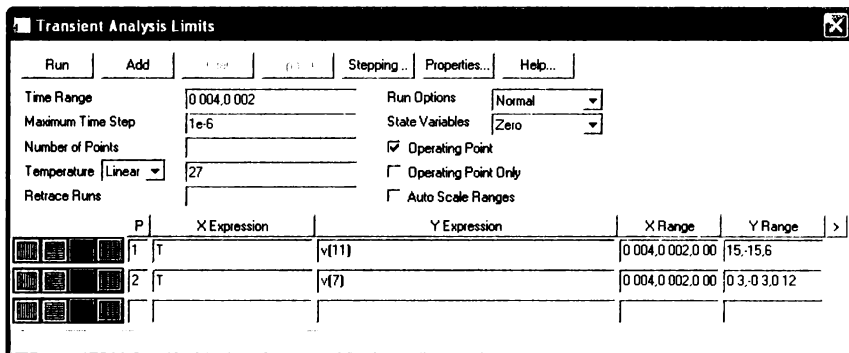 Transient Analysis Limits
Run Add Stepping .. Properties... Help...
Time Range 0 004,0 002 Run Options Normal
Maximum Time Step 1e-6 State Variables Zero
Number of Points Operating Point
Temperature Linear 27 Operating Point Only
Retrace Runs Auto Scale Ranges
P X Expression Y Expression X Range Y Range >
1 T v(11) 0 004,0 002,0 00 15,-15,6
2 T v(7) 0 004,0 002,0 00 0 3,-0 3,0 12